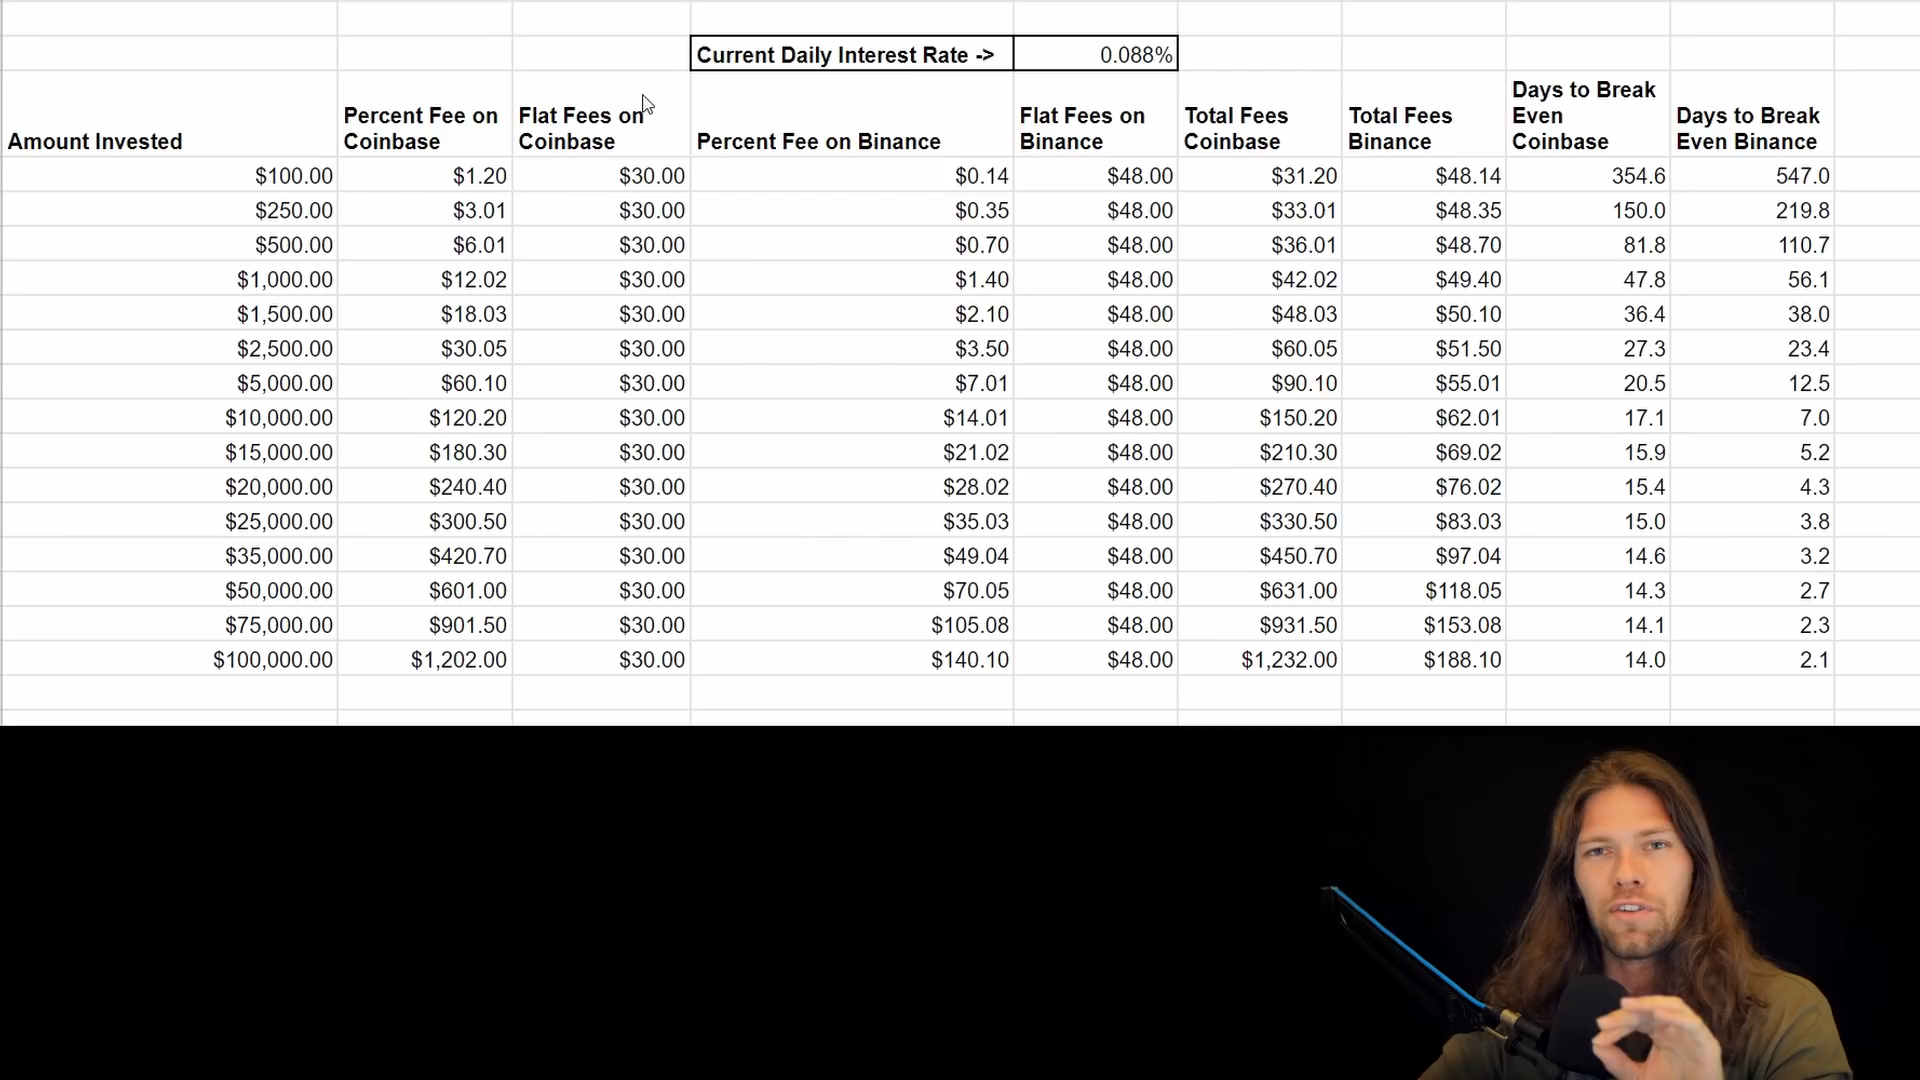 Current Daily Interest Rate -> 0.088%
Amount Invested Percent Fee on Coinbase Flat Fees on Coinbase Percent Fee on Binance Flat Fees on Binance Total Fees Coinbase Total Fees Binance Days to Break Even Coinbase Days to Break Even Binance
$100.00 $1.20 $30.00 $0.14 $48.00 $31.20 $48.14 354.6 547.0
$250.00 $3.01 $30.00 $0.35 $48.00 $33.01 $48.35 150.0 219.8
$500.00 $6.01 $30.00 $0.70 $48.00 $36.01 $48.70 81.8 110.7
$1,000.00 $12.02 $30.00 $1.40 $48.00 $42.02 $49.40 47.8 56.1
$1,500.00 $18.03 $30.00 $2.10 $48.00 $48.03 $50.10 36.4 38.0
$2,500.00 $30.05 $30.00 $3.50 $48.00 $60.05 $51.50 27.3 23.4
$5,000.00 $60.10 $30.00 $7.01 $48.00 $90.10 $55.01 20.5 12.5
$10,000.00 $120.20 $30.00 $14.01 $48.00 $150.20 $62.01 17.1 7.0
$15,000.00 $180.30 $30.00 $21.02 $48.00 $210.30 $69.02 15.9 5.2
$20,000.00 $240.40 $30.00 $28.02 $48.00 $270.40 $76.02 15.4 4.3
$25,000.00 $300.50 $30.00 $35.03 $48.00 $330.50 $83.03 15.0 3.8
$35,000.00 $420.70 $30.00 $49.04 $48.00 $450.70 $97.04 14.6 3.2
$50,000.00 $601.00 $30.00 $70.05 $48.00 $631.00 $118.05 14.3 2.7
$75,000.00 $901.50 $30.00 $105.08 $48.00 $931.50 $153.08 14.1 2.3
$100,000.00 $1,202.00 $30.00 $140.10 $48.00 $1,232.00 $188.10 14.0 2.1